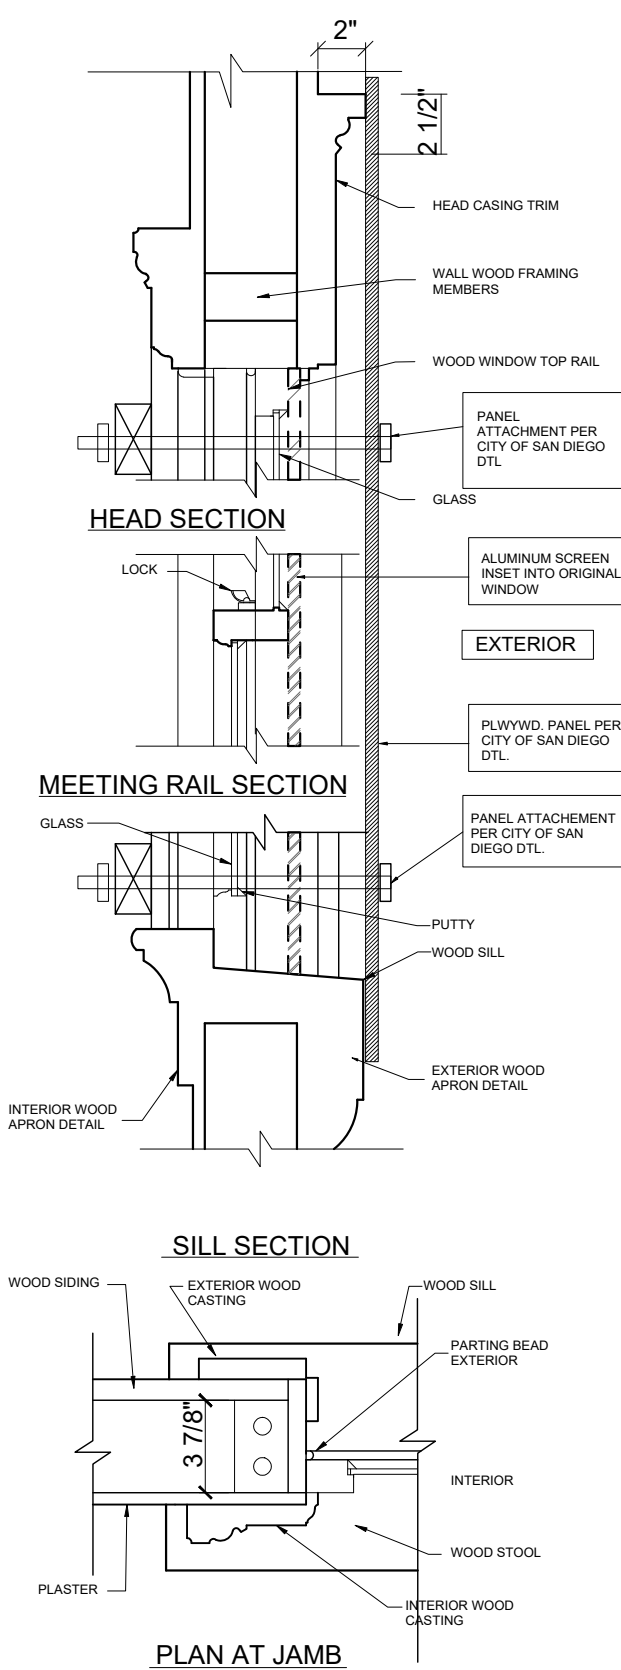 2"
2 1/2"
HEAD CASING TRIM
WALL WOOD FRAMING
MEMBERS
WOOD WINDOW TOP RAIL
PANEL
ATTACHMENT PER
CITY OF SAN DIEGO
DTL
GLASS
HEAD SECTION
ALUMINUM SCREEN
INSET INTO ORIGINAL
WINDOW
LOCK
EXTERIOR
PLWYWD. PANEL PER
CITY OF SAN DIEGO
DTL.
MEETING RAIL SECTION
PANEL ATTACHEMENT
PER CITY OF SAN
DIEGO DTL.
GLASS
PUTTY
WOOD SILL
EXTERIOR WOOD
APRON DETAIL
INTERIOR WOOD
APRON DETAIL
SILL SECTION
WOOD SIDING
EXTERIOR WOOD
CASTING
WOOD SILL
PARTING BEAD
EXTERIOR
3 7/8"
INTERIOR
WOOD STOOL
PLASTER
INTERIOR WOOD
CASTING
PLAN AT JAMB